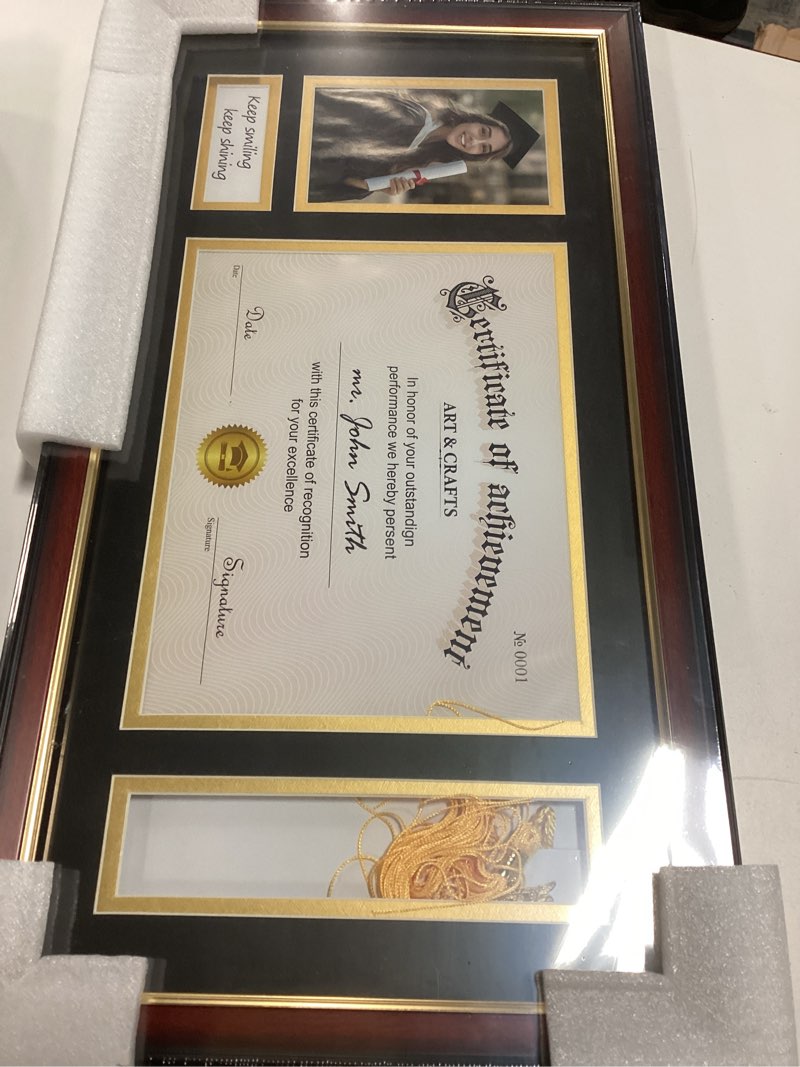 Keep smiling
keep shining
№ 0001
Certificate of achievement
ART & CRAFTS
In honor of your outstandign
performance we hereby persent
mr. John Smith
with this certificate of recognition
for your excellence
Date
Date
Signature
Signature